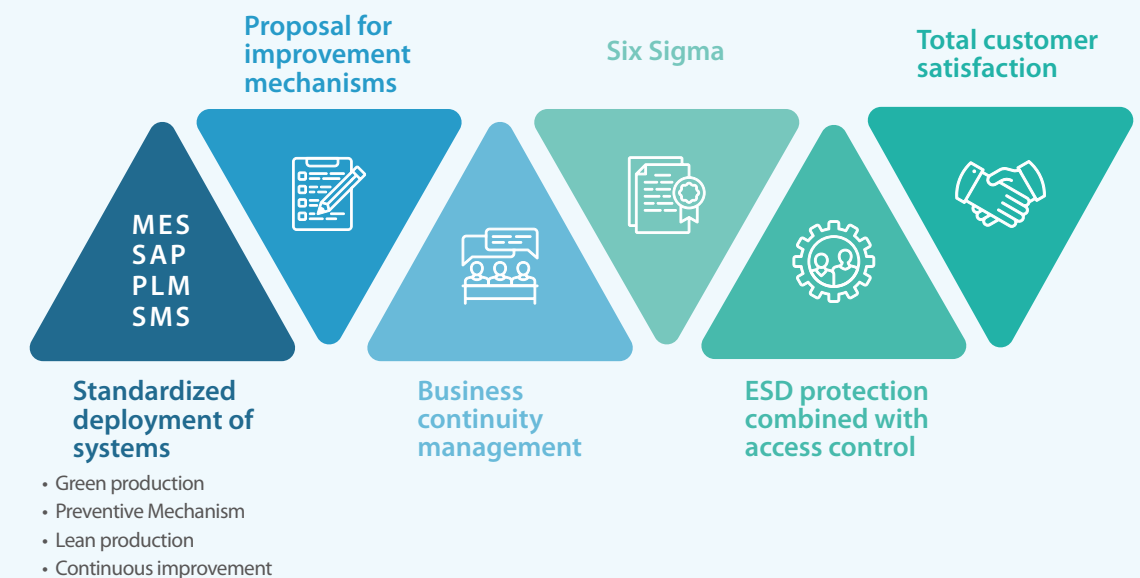 Proposal for
improvement
mechanisms
Six Sigma
Total customer
satisfaction
MES
SAP
PLM
SMS
Standardized
deployment of
systems
• Green production
• Preventive Mechanism
• Lean production
• Continuous improvement
Business
continuity
management
ESD protection
combined with
access control